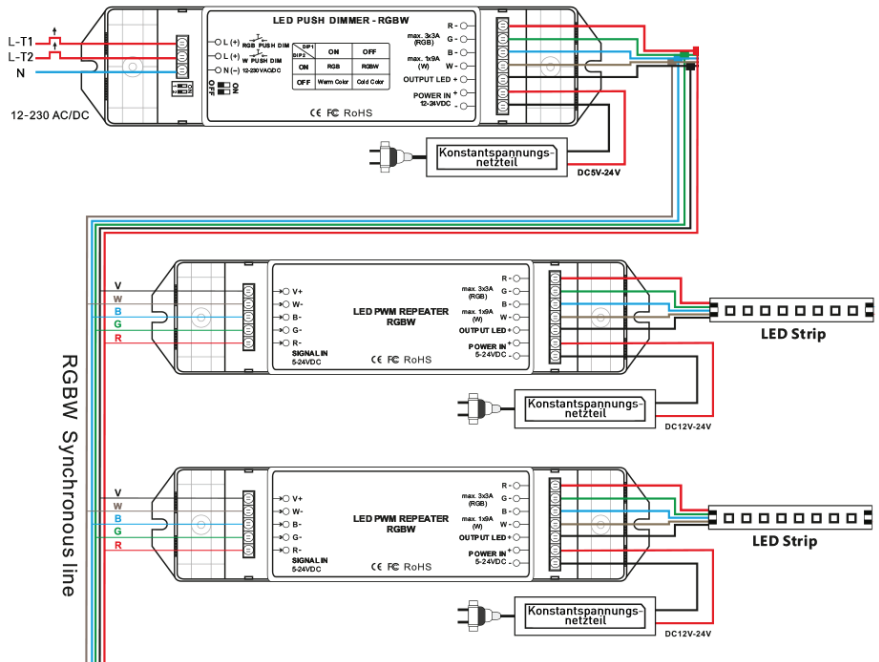 LED PUSH DIMMER - RGBW
L-T1
L-T2
N
12-230 AC/DC
L (+) RGB PUSH DIM
L (+) W PUSH DIM
N (−) 12-230 VAC/DC
OFF ON
DIP1 DIP2 ON OFF
ON RGB RGBW
OFF Warm Color Cold Color
CE FC RoHS
R -
max. 3x3A
(RGB)
G -
B -
max. 1x9A
(W)
W -
OUTPUT LED +
POWER IN +
12-24VDC
-
Konstantspannungs-
netzteil
DC5V-24V
RGBW Synchronous line
V
W
B
G
R
V+
W-
B-
G-
R-
SIGNAL IN
5-24VDC
LED PWM REPEATER
RGBW
CE FC RoHS
R -
max. 3x3A
(RGB)
G -
B -
max. 1x9A
(W)
W -
OUTPUT LED +
POWER IN +
5-24VDC -
LED Strip
Konstantspannungs-
netzteil
DC12V-24V
V
W
B
G
R
V+
W-
B-
G-
R-
SIGNAL IN
5-24VDC
LED PWM REPEATER
RGBW
CE FC RoHS
R -
max. 3x3A
(RGB)
G -
B -
max. 1x9A
(W)
W -
OUTPUT LED +
POWER IN +
5-24VDC -
LED Strip
Konstantspannungs-
netzteil
DC12V-24V